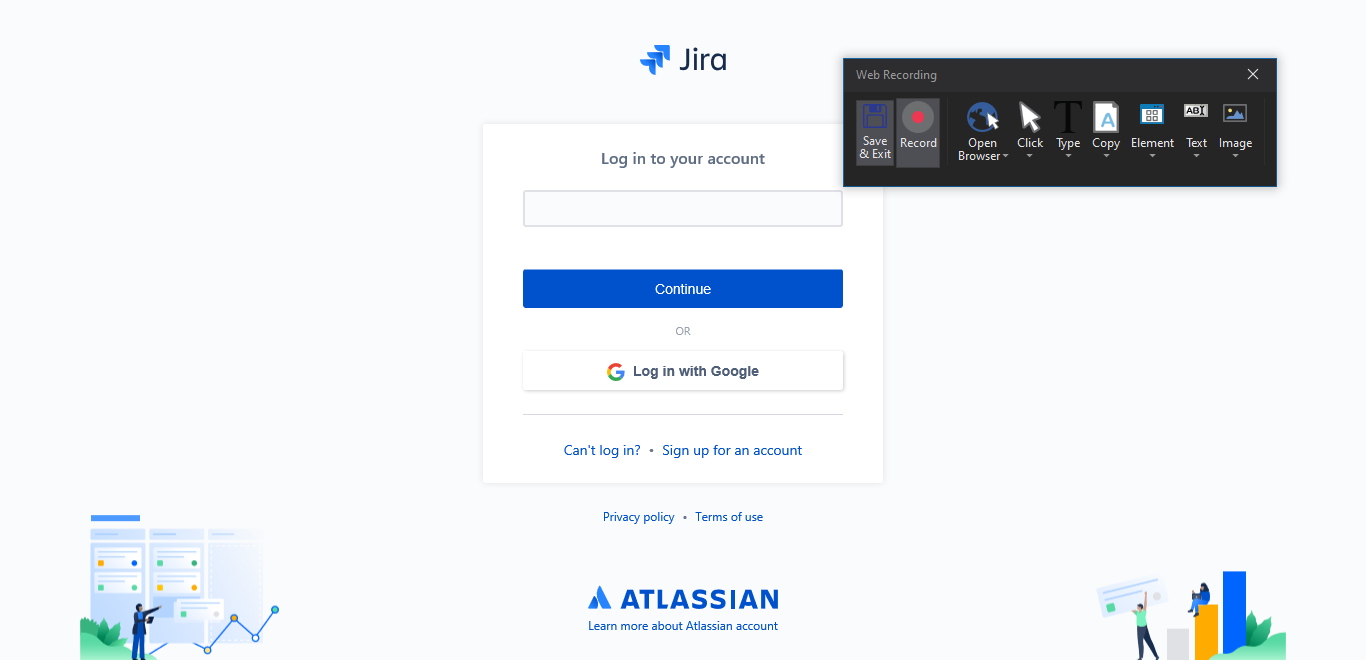 Jira
Web Recording
Save & Exit
Record
Open Browser
Click
Type
Copy
Element
Text
Image
A
ABI
Log in to your account
Continue
OR
Log in with Google
Can't log in? • Sign up for an account
Privacy policy • Terms of use
ATLASSIAN
Learn more about Atlassian account